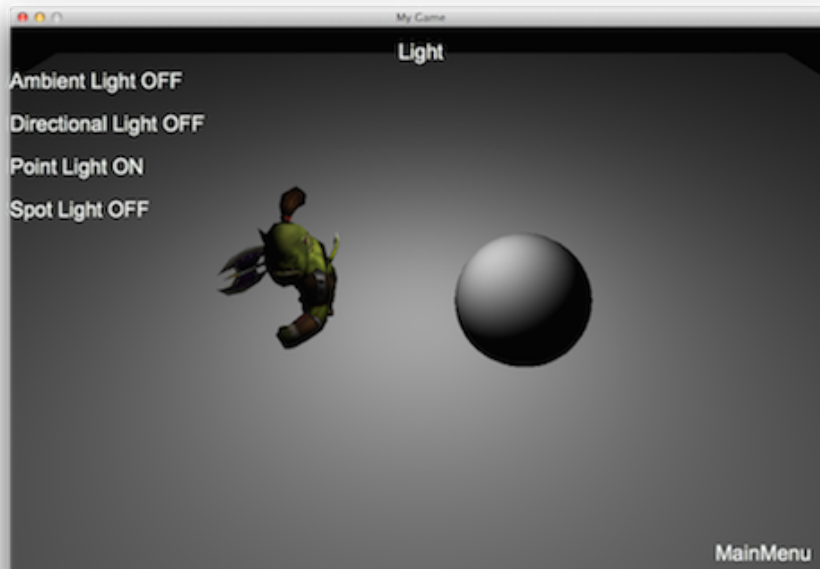 My Game
Light
Ambient Light OFF
Directional Light OFF
Point Light ON
Spot Light OFF
MainMenu